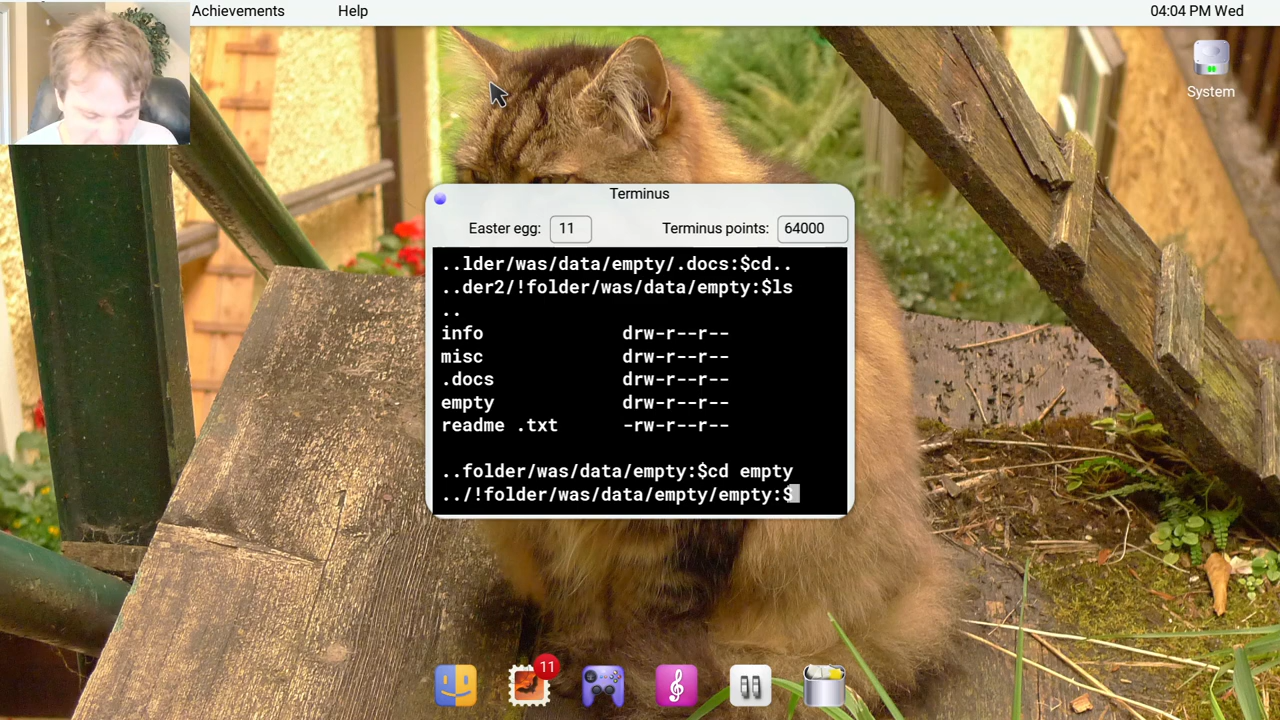 Achievements
Help
04:04 PM Wed
System
Terminus
Easter egg: 11
Terminus points: 64000
..lder/was/data/empty/.docs:$cd..
..der2/!folder/was/data/empty:$ls
..
info drw-r--r--
misc drw-r--r--
.docs drw-r--r--
empty drw-r--r--
readme .txt -rw-r--r--
..folder/was/data/empty:$cd empty
../!folder/was/data/empty/empty:$
11